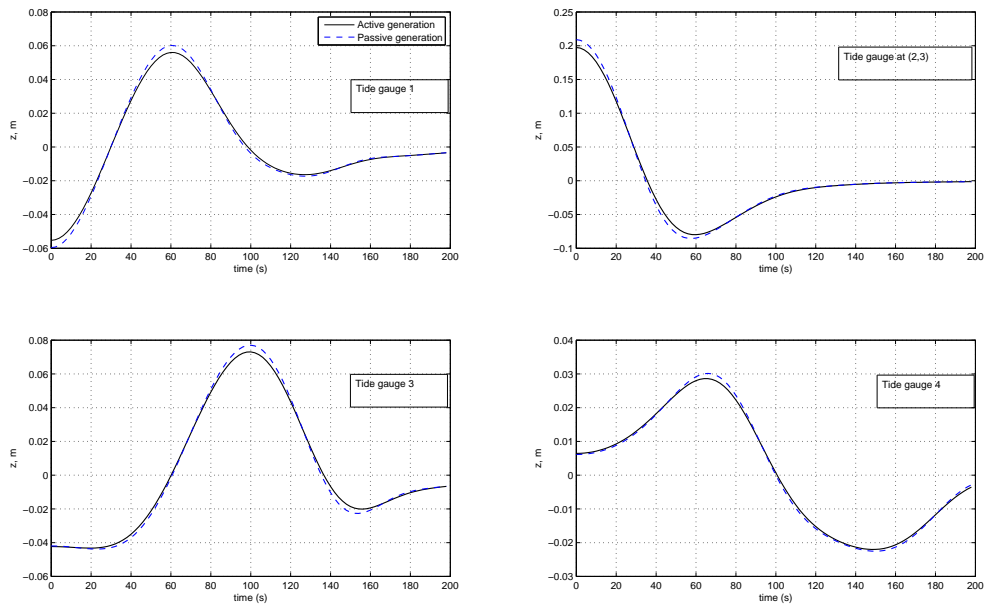 0.08
0.06
0.04
0.02
0
−0.02
−0.04
−0.06
z, m
0 20 40 60 80 100 120 140 160 180 200
time (s)
Active generation
Passive generation
Tide gauge 1
0.25
0.2
0.15
0.1
0.05
0
−0.05
−0.1
z, m
0 20 40 60 80 100 120 140 160 180 200
time (s)
Tide gauge at (2,3)
0.08
0.06
0.04
0.02
0
−0.02
−0.04
−0.06
z, m
0 20 40 60 80 100 120 140 160 180 200
time (s)
Tide gauge 3
0.04
0.03
0.02
0.01
0
−0.01
−0.02
−0.03
z, m
0 20 40 60 80 100 120 140 160 180 200
time (s)
Tide gauge 4